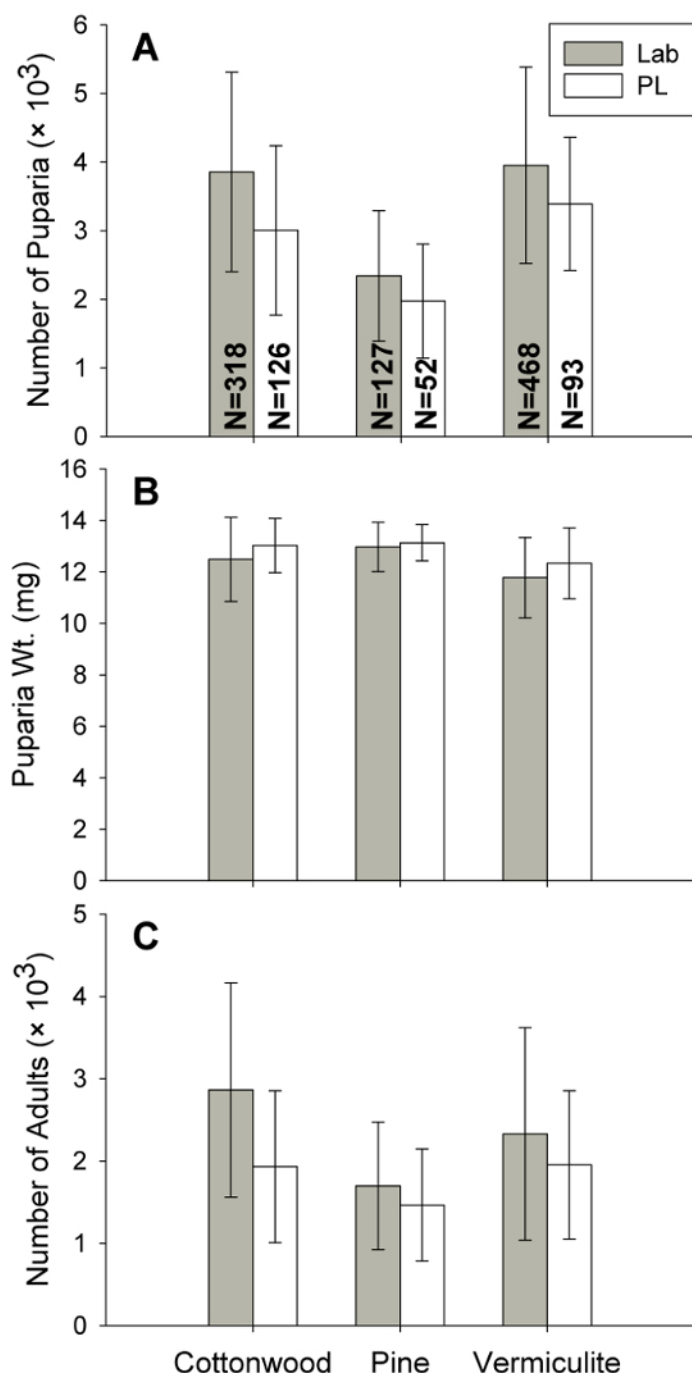 A
Lab
PL
Number of Puparia (× 10³)
6
5
4
3
2
1
0
N=318
N=126
N=127
N=52
N=468
N=93
B
Puparia Wt. (mg)
16
14
12
10
8
6
4
2
0
C
Number of Adults (× 10³)
5
4
3
2
1
0
Cottonwood Pine Vermiculite